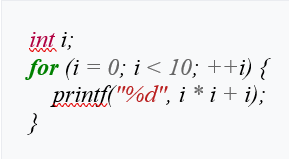 int i;
for (i = 0; i < 10; ++i) {
printf("%d", i * i + i);
}